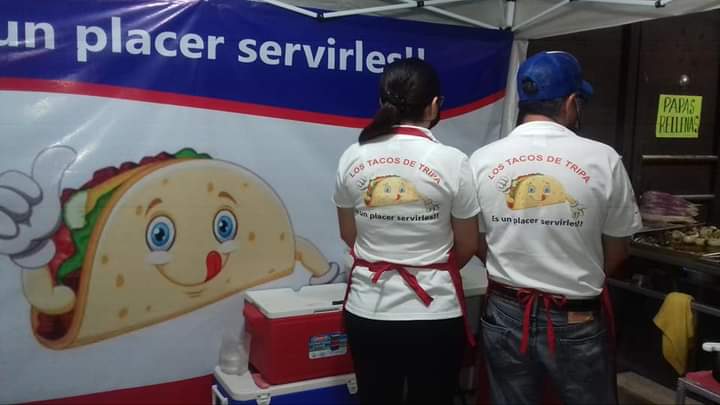 un placer servirles!!
PAPAS
RELLENAS
LOS TACOS DE TRIPA
Es un placer servirles!!
LOS TACOS DE TRIPA
Es un placer servirles!!